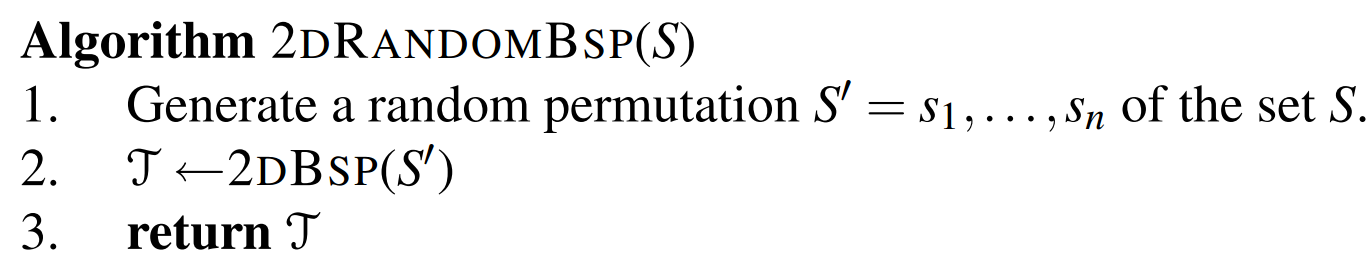 Algorithm 2DRANDOMBSP(S)
1. Generate a random permutation S′ = s₁,...,sₙ of the set S.
2. 𝒯 ←2DBSP(S′)
3. return 𝒯